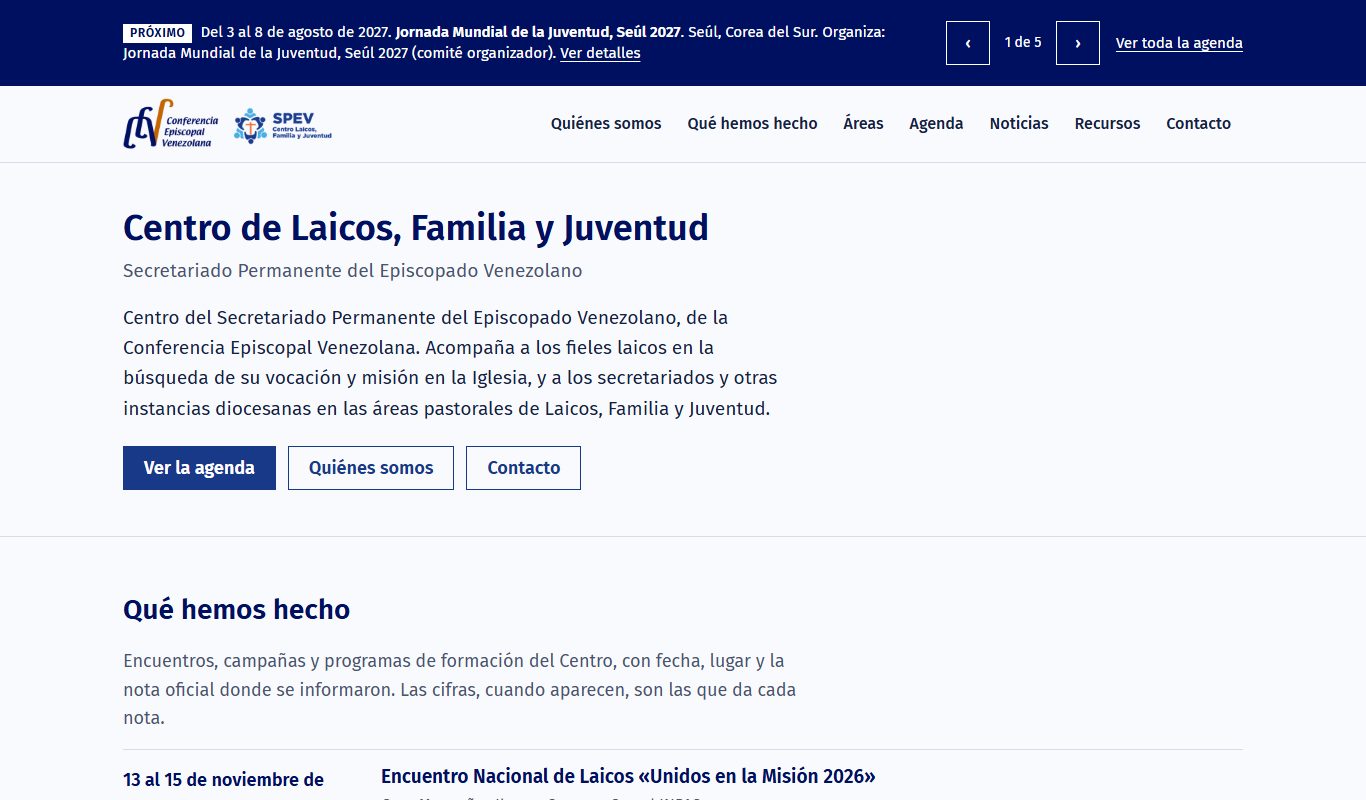 PRÓXIMO Del 3 al 8 de agosto de 2027. Jornada Mundial de la Juventud, Seúl 2027. Seúl, Corea del Sur. Organiza:
Jornada Mundial de la Juventud, Seúl 2027 (comité organizador). Ver detalles
‹ 1 de 5 › Ver toda la agenda
Conferencia
Episcopal
Venezolana
SPEV
Centro Laicos,
Familia y Juventud
Quiénes somos Qué hemos hecho Áreas Agenda Noticias Recursos Contacto
Centro de Laicos, Familia y Juventud
Secretariado Permanente del Episcopado Venezolano
Centro del Secretariado Permanente del Episcopado Venezolano, de la
Conferencia Episcopal Venezolana. Acompaña a los fieles laicos en la
búsqueda de su vocación y misión en la Iglesia, y a los secretariados y otras
instancias diocesanas en las áreas pastorales de Laicos, Familia y Juventud.
Ver la agenda Quiénes somos Contacto
Qué hemos hecho
Encuentros, campañas y programas de formación del Centro, con fecha, lugar y la
nota oficial donde se informaron. Las cifras, cuando aparecen, son las que da cada
nota.
13 al 15 de noviembre de
Encuentro Nacional de Laicos «Unidos en la Misión 2026»